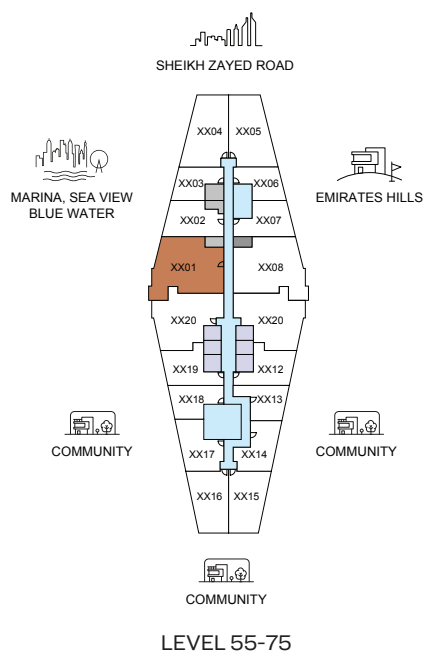 SHEIKH ZAYED ROAD
XX04 XX05
MARINA, SEA VIEW
BLUE WATER
EMIRATES HILLS
XX03 XX06
XX02 XX07
XX01 XX08
XX20 XX20
XX19 XX12
XX18 XX13
COMMUNITY
COMMUNITY
XX17 XX14
XX16 XX15
COMMUNITY
LEVEL 55-75